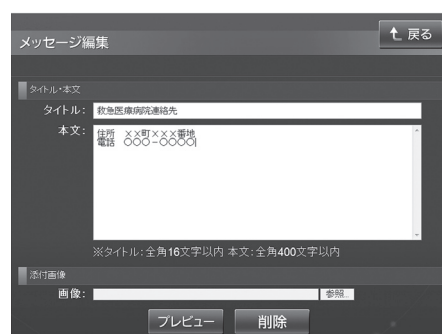 メッセージ編集
戻る
タイトル・本文
タイトル: 救急医療病院連絡先
本文: 住所 ××町×××番地
電話 ○○○-○○○○
※タイトル:全角16文字以内 本文:全角400文字以内
添付画像
画像: 参照...
プレビュー 削除